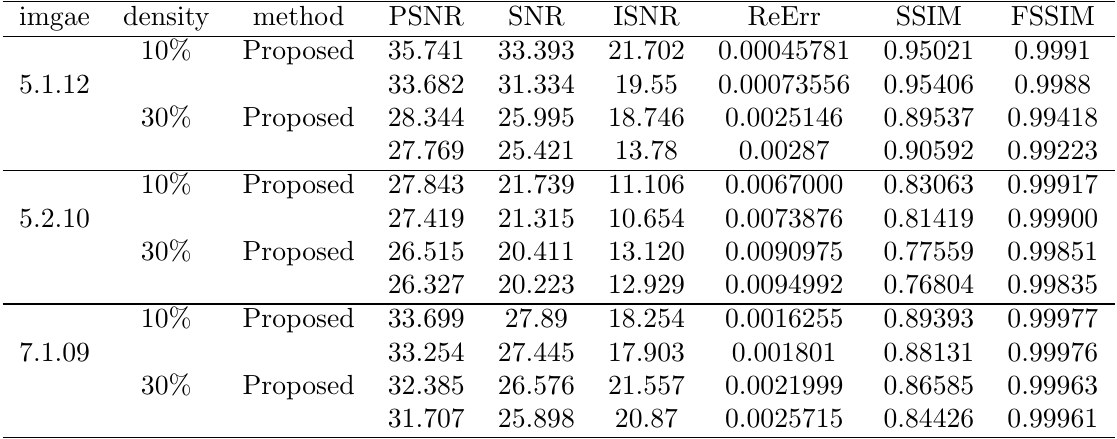 imgae density method PSNR SNR ISNR ReErr SSIM FSSIM
10% Proposed 35.741 33.393 21.702 0.00045781 0.95021 0.9991
5.1.12 33.682 31.334 19.55 0.00073556 0.95406 0.9988
30% Proposed 28.344 25.995 18.746 0.0025146 0.89537 0.99418
27.769 25.421 13.78 0.00287 0.90592 0.99223
10% Proposed 27.843 21.739 11.106 0.0067000 0.83063 0.99917
5.2.10 27.419 21.315 10.654 0.0073876 0.81419 0.99900
30% Proposed 26.515 20.411 13.120 0.0090975 0.77559 0.99851
26.327 20.223 12.929 0.0094992 0.76804 0.99835
10% Proposed 33.699 27.89 18.254 0.0016255 0.89393 0.99977
7.1.09 33.254 27.445 17.903 0.001801 0.88131 0.99976
30% Proposed 32.385 26.576 21.557 0.0021999 0.86585 0.99963
31.707 25.898 20.87 0.0025715 0.84426 0.99961